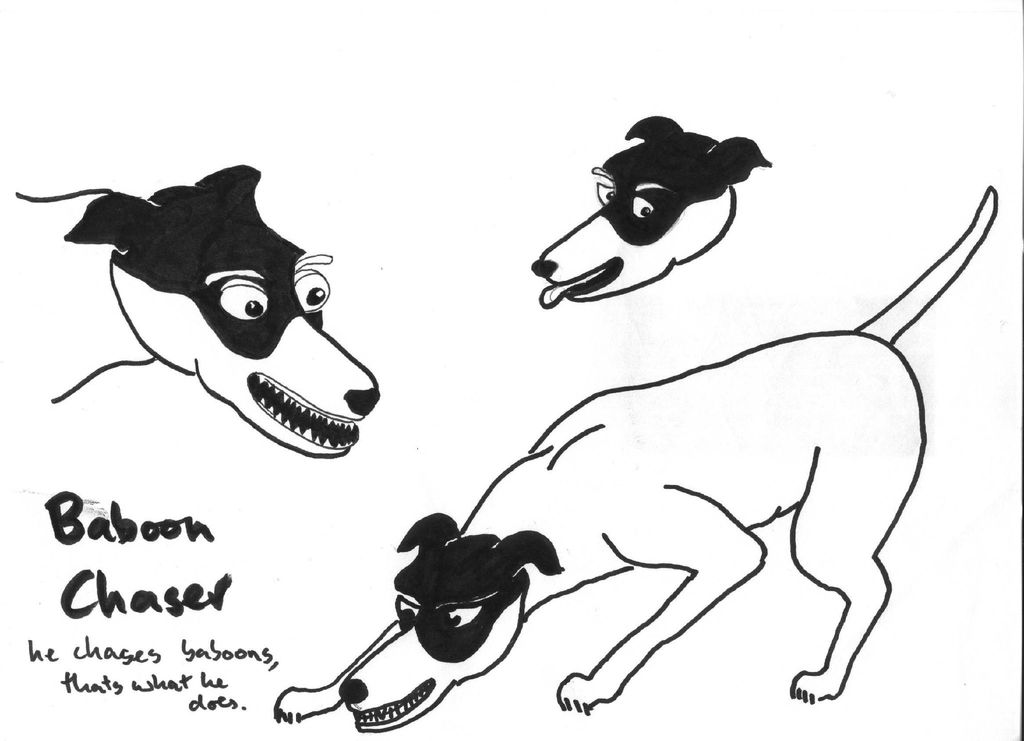 Baboon
Chaser
he chases baboons,
thats what he
does.